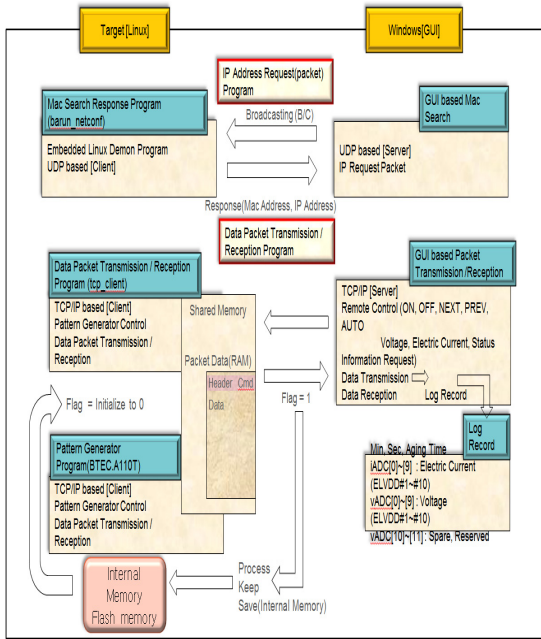 Target [Linux]
Windows[GUI]
IP Address Request(packet)
Program
Mac Search Response Program
(barun_netconf)
Embedded Linux Demon Program
UDP based [Client]
Broadcasting (B/C)
GUI based Mac
Search
UDP based [Server]
IP Request Packet
Response(Mac Address, IP Address)
Data Packet Transmission /
Reception Program
Data Packet Transmission / Reception
Program (tcp_client)
TCP/IP based [Client]
Pattern Generator Control
Data Packet Transmission /
Reception
Shared Memory
Packet Data(RAM)
Header Cmd
Data
GUI based Packet
Transmission /Reception
TCP/IP [Server]
Remote Control (ON, OFF, NEXT, PREV,
AUTO
Voltage, Electric Current, Status
Information Request)
Data Transmission
Data Reception
Log Record
Flag = Initialize to 0
Flag = 1
Log
Record
Min, Sec, Aging Time
iADC[0]~[9] : Electric Current
(ELVDD#1~#10)
vADC[0]~[9] : Voltage
(ELVDD#1~#10)
vADC[10]~[11] : Spare, Reserved
Pattern Generator
Program(BTEC.A110T)
TCP/IP based [Client]
Pattern Generator Control
Data Packet Transmission /
Reception
Internal
Memory
Flash memory
Process
Keep
Save(Internal Memory)